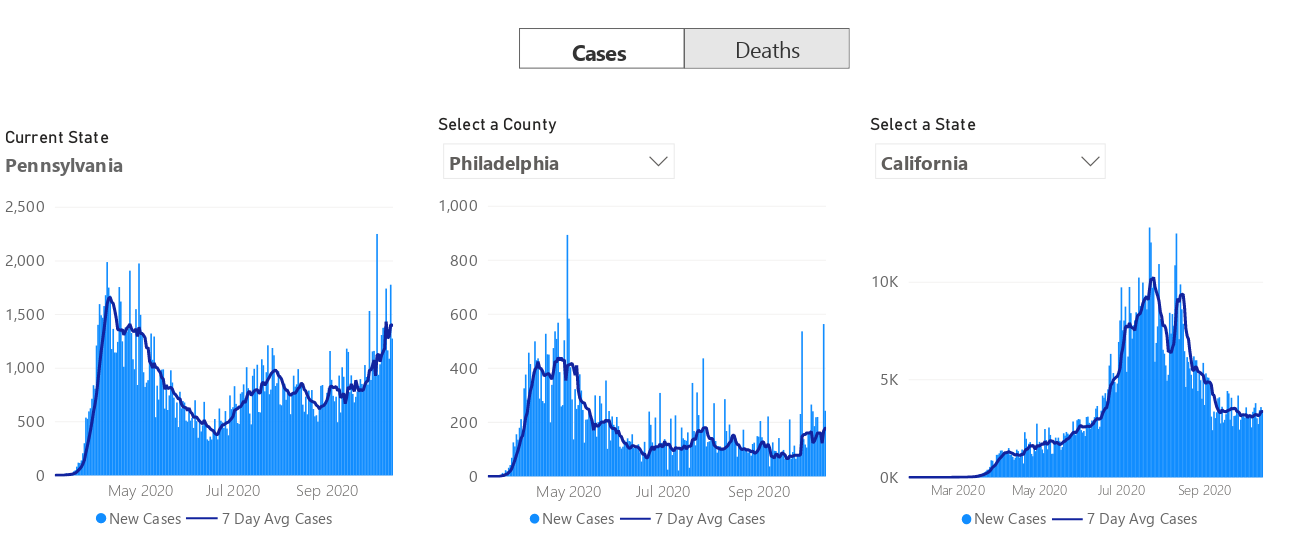 Cases Deaths
Current State
Pennsylvania
2,500
2,000
1,500
1,000
500
0
May 2020 Jul 2020 Sep 2020
New Cases 7 Day Avg Cases
Select a County
Philadelphia
1,000
800
600
400
200
0
May 2020 Jul 2020 Sep 2020
New Cases 7 Day Avg Cases
Select a State
California
10K
5K
0K
Mar 2020 May 2020 Jul 2020 Sep 2020
New Cases 7 Day Avg Cases